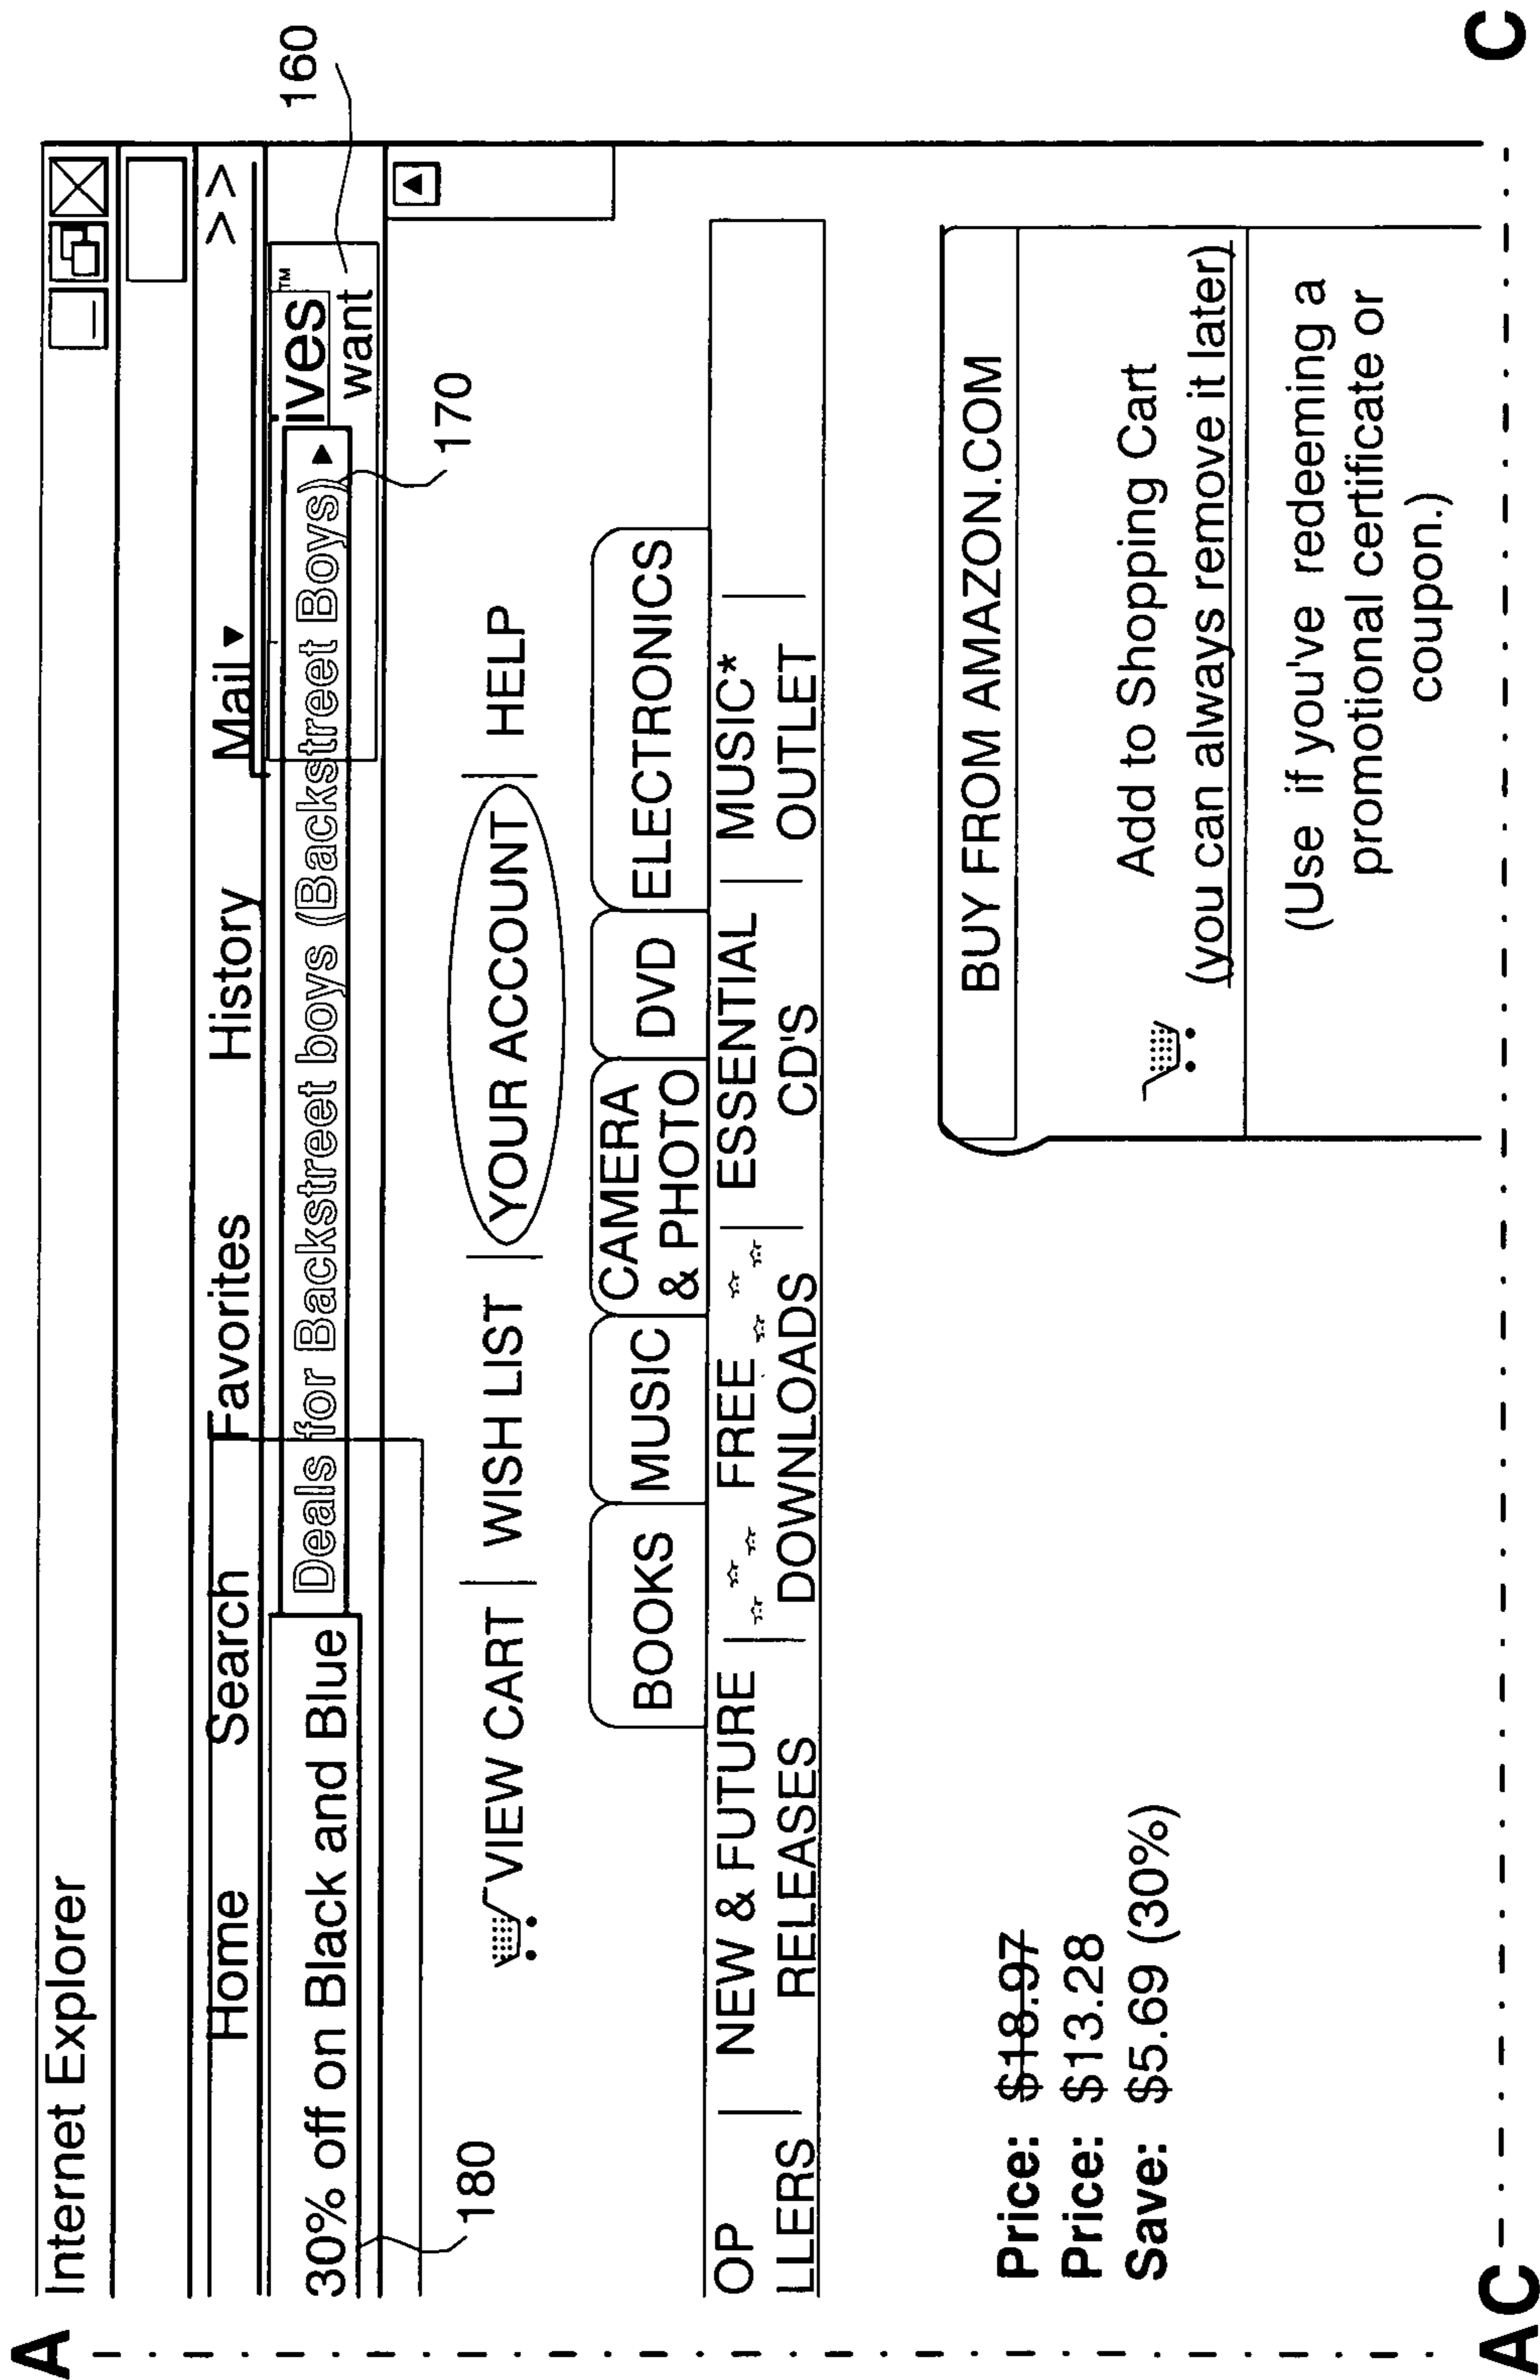 A
Internet Explorer
Home Search Favorites History Mail >>
160
30% off on Black and Blue Deals for Backstreet boys (Backstreet Boys) ives™
want
180
170
VIEW CART | WISH LIST | YOUR ACCOUNT | HELP
BOOKS MUSIC CAMERA & PHOTO DVD ELECTRONICS
OP | NEW & FUTURE | FREE | ESSENTIAL | MUSIC* |
LLERS RELEASES DOWNLOADS CD'S OUTLET
Price: $18.97
Price: $13.28
Save: $5.69 (30%)
BUY FROM AMAZON.COM
Add to Shopping Cart
(you can always remove it later)
(Use if you've redeeming a
promotional certificate or
coupon.)
A C C